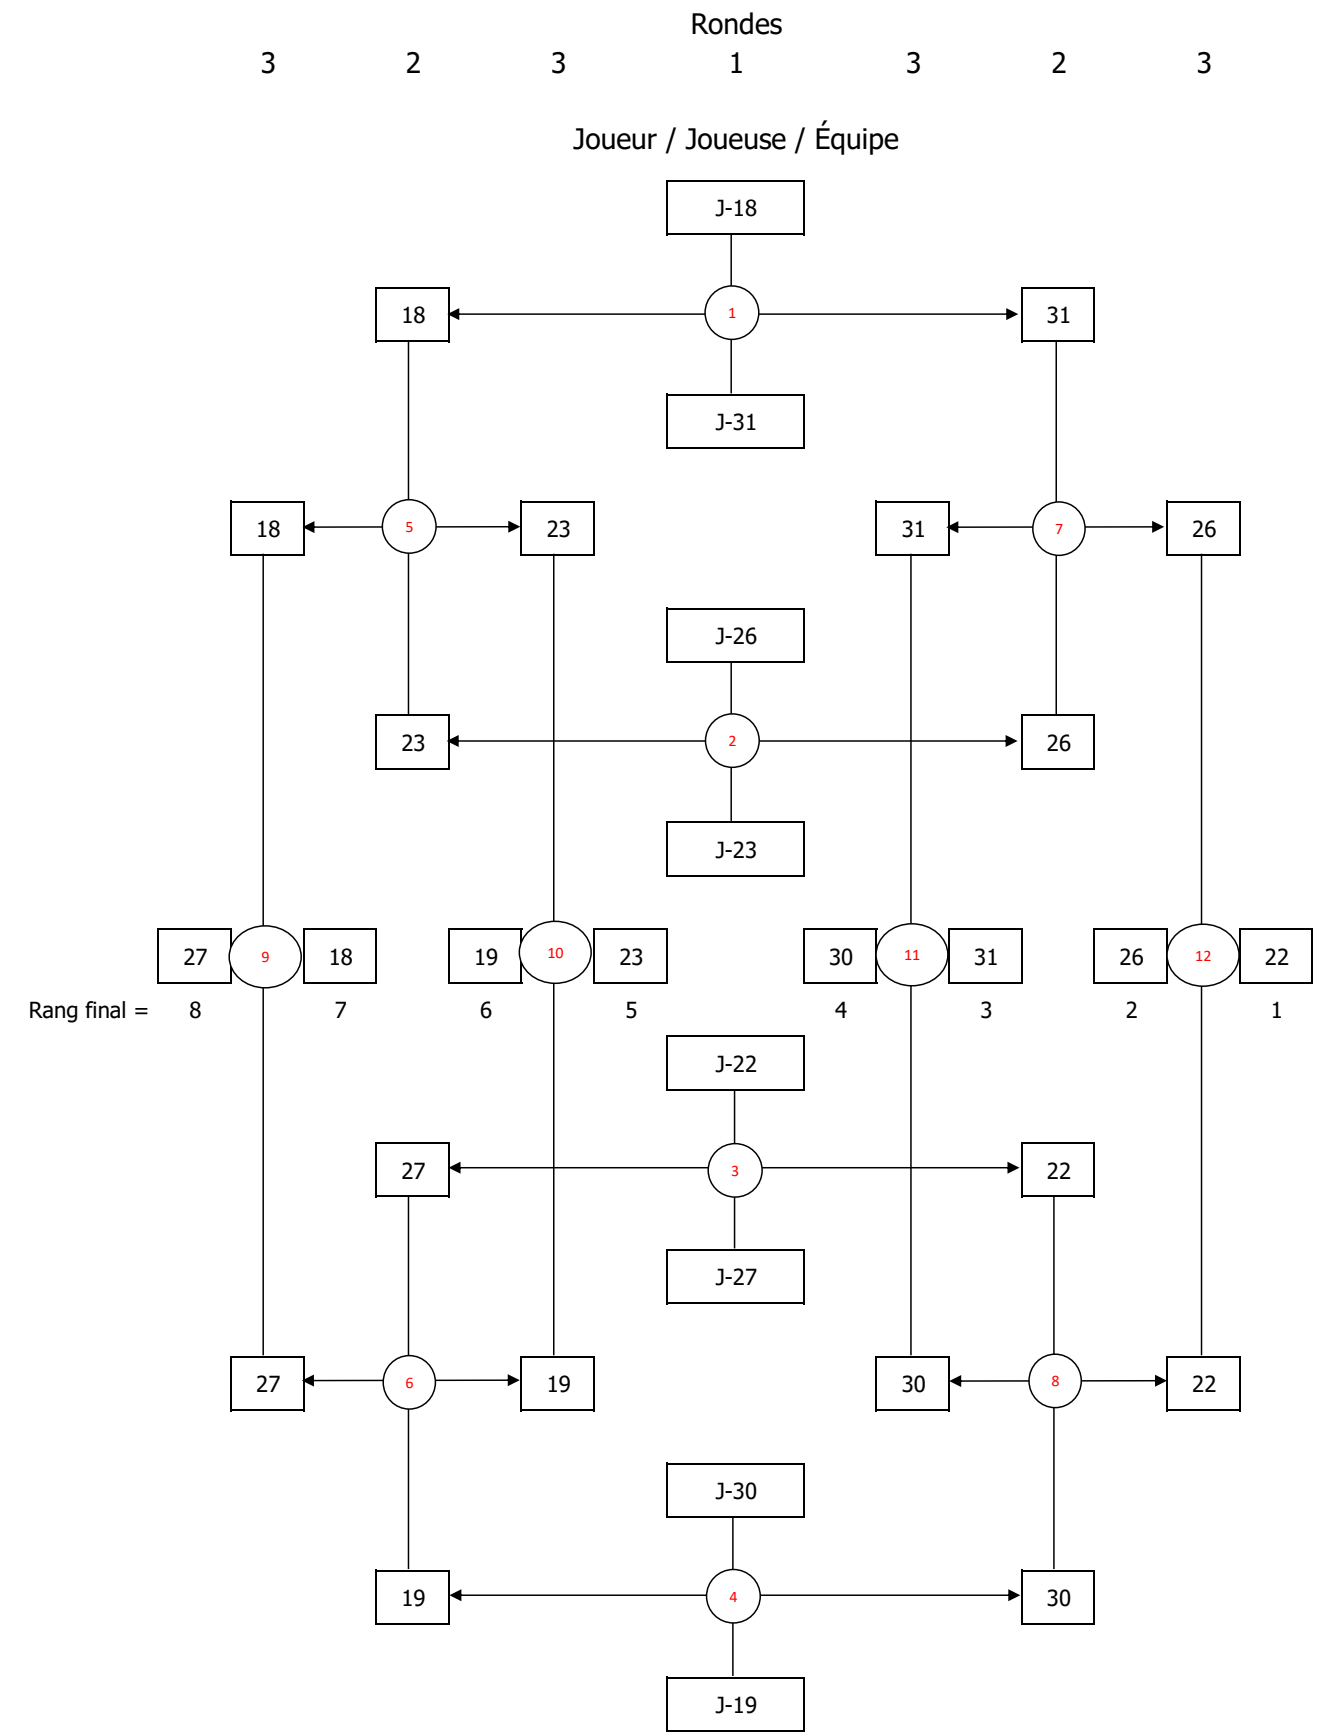 Rondes
3 2 3 1 3 2 3
Joueur / Joueuse / Équipe
J-18
18 1 31
J-31
18 5 23 31 7 26
J-26
23 2 26
J-23
27 9 18 19 10 23 30 11 31 26 12 22
Rang final = 8 7 6 5 4 3 2 1
J-22
27 3 22
J-27
27 6 19 30 8 22
J-30
19 4 30
J-19